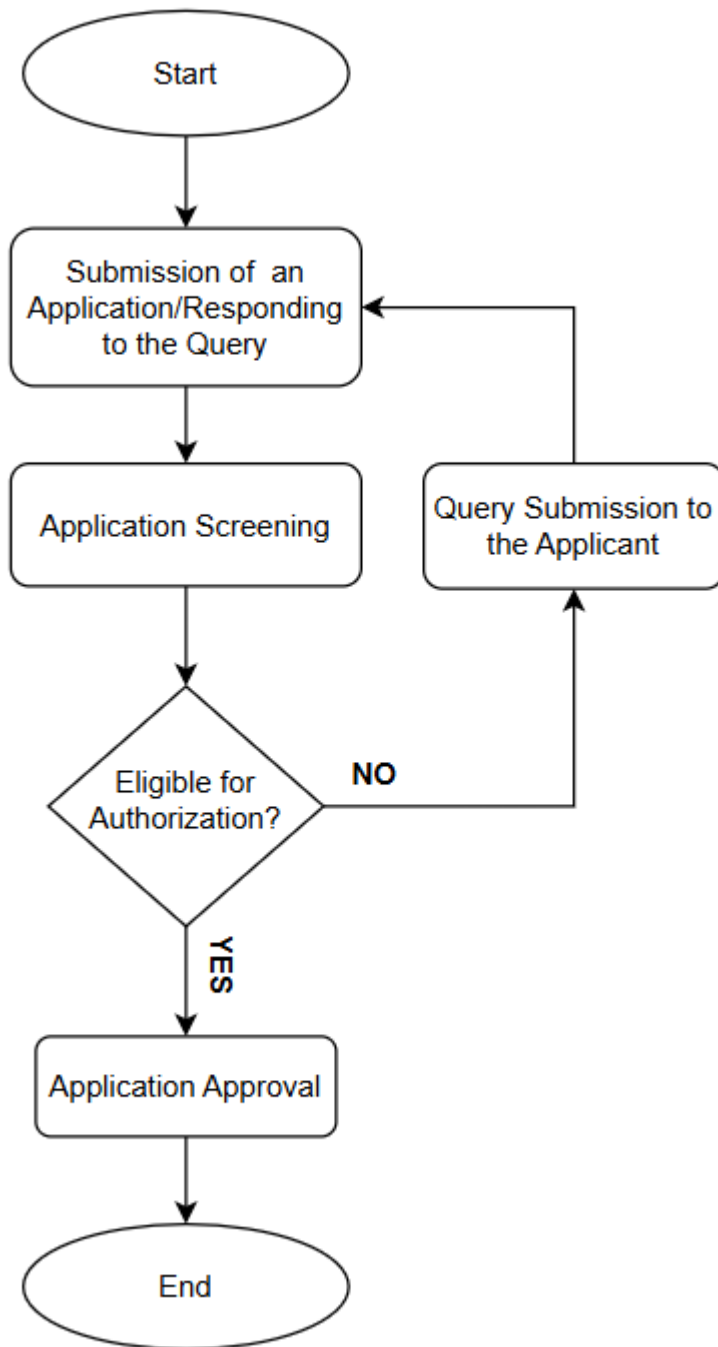 Start
Submission of an
Application/Responding
to the Query
Application Screening
Query Submission to
the Applicant
Eligible for
Authorization?
NO
YES
Application Approval
End